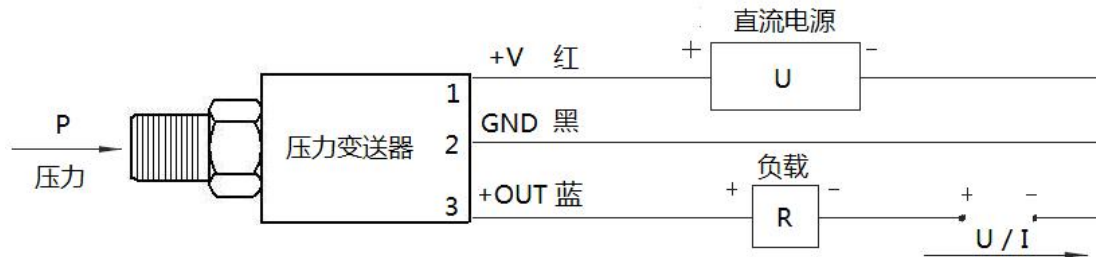 直流电源
+V 红
+ U -
1
P
压力
压力变送器
GND 黑
2
负载
+OUT 蓝
3
+ R -
+ -
U / I